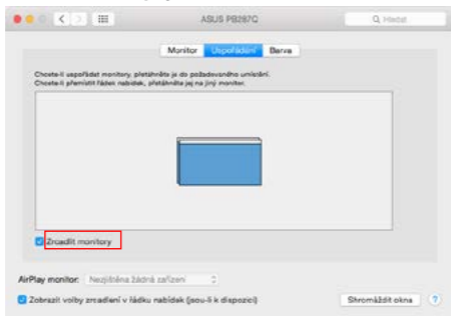 ASUS PB287Q
Hledat
Monitor Uspořádání Barva
Chcete-li uspořádat monitory, přetáhněte je do požadovaného umístění.
Chcete-li přemístit řádek nabídek, přetáhněte jej na jiný monitor.
Zrcadlit monitory
AirPlay monitor: Nezjištěna žádná zařízení
Zobrazit volby zrcadlení v řádku nabídek (jsou-li k dispozici)
Shromáždit okna ?